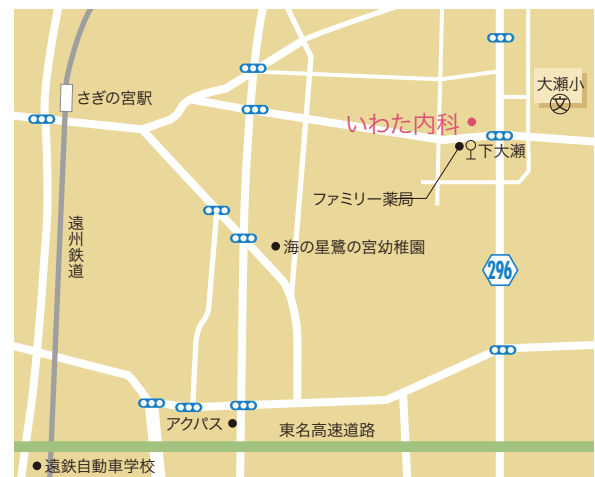 大瀬小
文
さぎの宮駅
いわた内科
下大瀬
ファミリー薬局
遠州鉄道
海の星鷺の宮幼稚園
296
アクパス
東名高速道路
遠鉄自動車学校